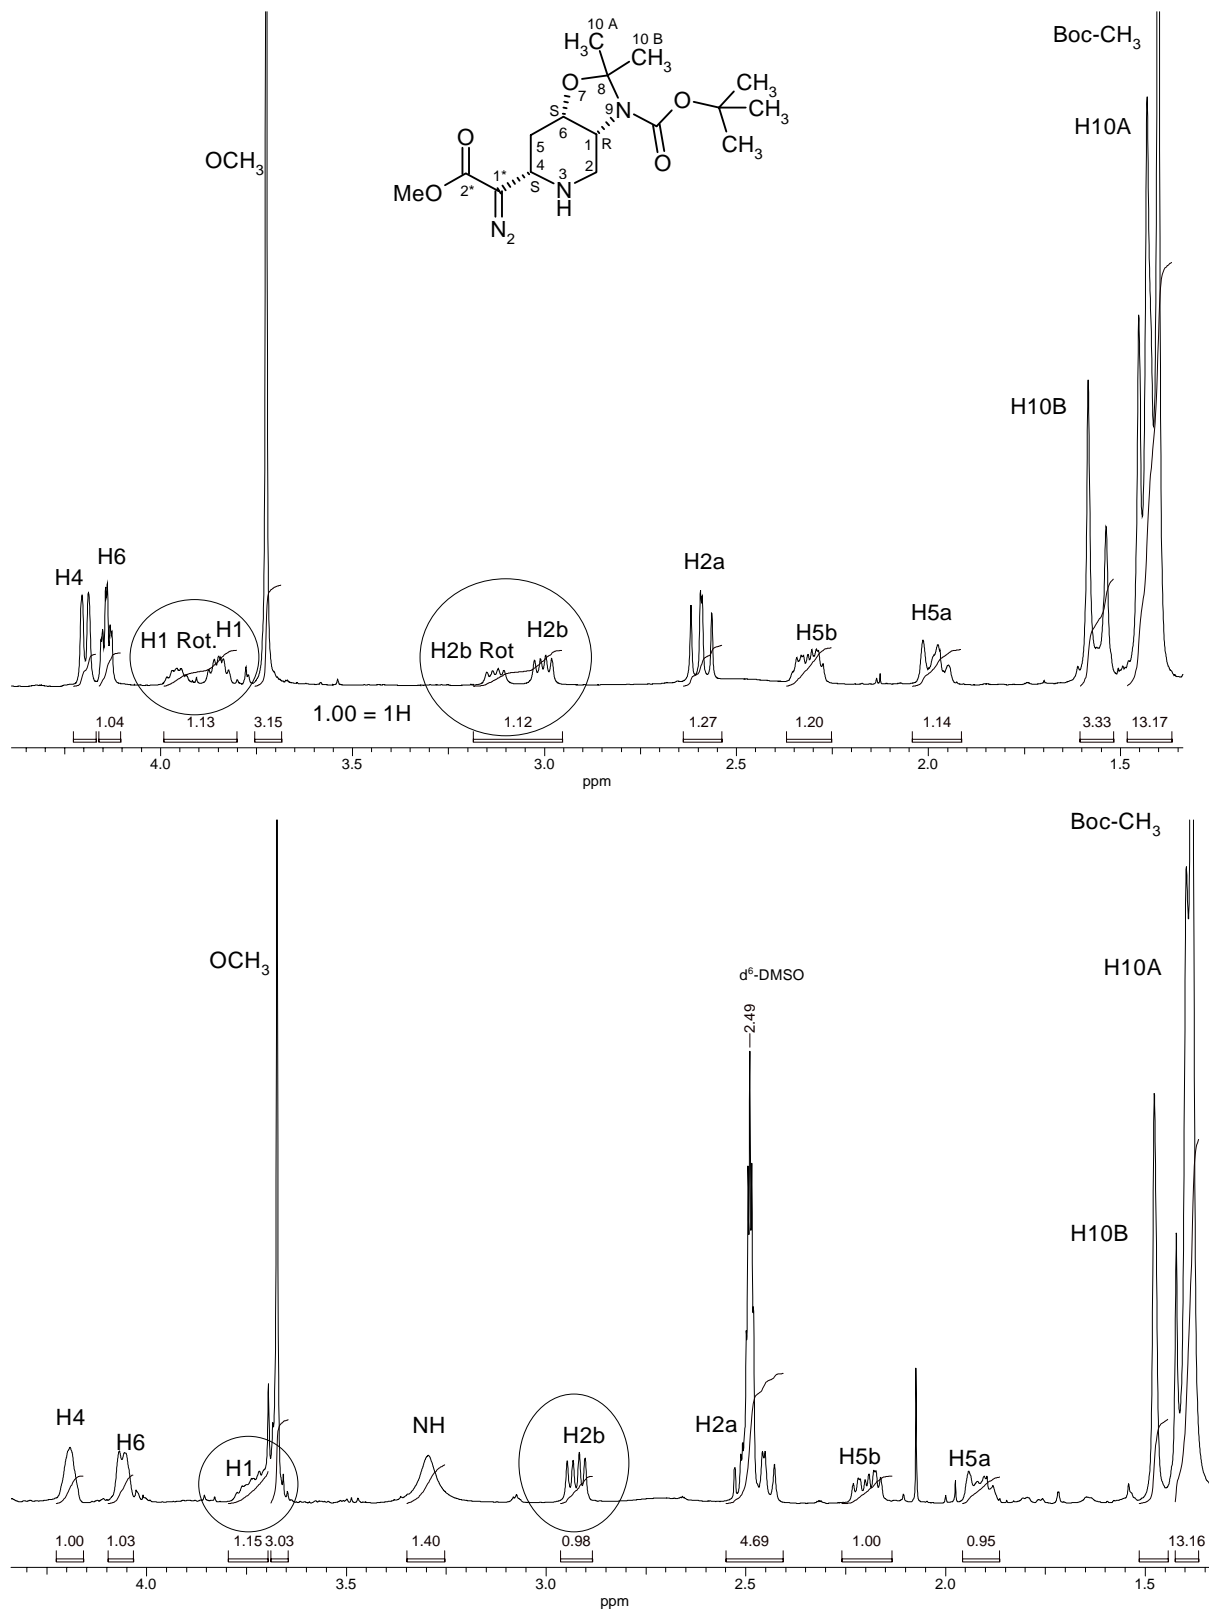 10 A
H3C
10 B
CH3
O
7
8
N
9
O
CH3
CH3
CH3
O
S
6
1
R
5
2
O
4
S
3
N
H
1*
2*
MeO
N2
Boc-CH3
H10A
OCH3
H10B
H4
H6
H1 Rot.
H1
H2b Rot
H2b
H2a
H5b
H5a
1.00 = 1H
1.04
1.13
3.15
1.12
1.27
1.20
1.14
3.33
13.17
4.0
3.5
3.0
2.5
2.0
1.5
ppm
Boc-CH3
OCH3
H10A
d6-DMSO
2.49
H10B
H4
H6
H1
NH
H2b
H2a
H5b
H5a
1.00
1.03
1.15
3.03
1.40
0.98
4.69
1.00
0.95
13.16
4.0
3.5
3.0
2.5
2.0
1.5
ppm